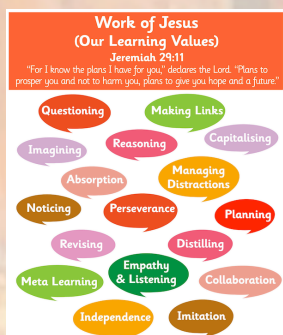 Work of Jesus
(Our Learning Values)
Jeremiah 29:11
"For I know the plans I have for you," declares the Lord. "Plans to
prosper you and not to harm you, plans to give you hope and a future."
Questioning
Making Links
Imagining
Reasoning
Capitalising
Absorption
Managing
Distractions
Noticing
Perseverance
Planning
Revising
Distilling
Meta Learning
Empathy
& Listening
Collaboration
Independence
Imitation